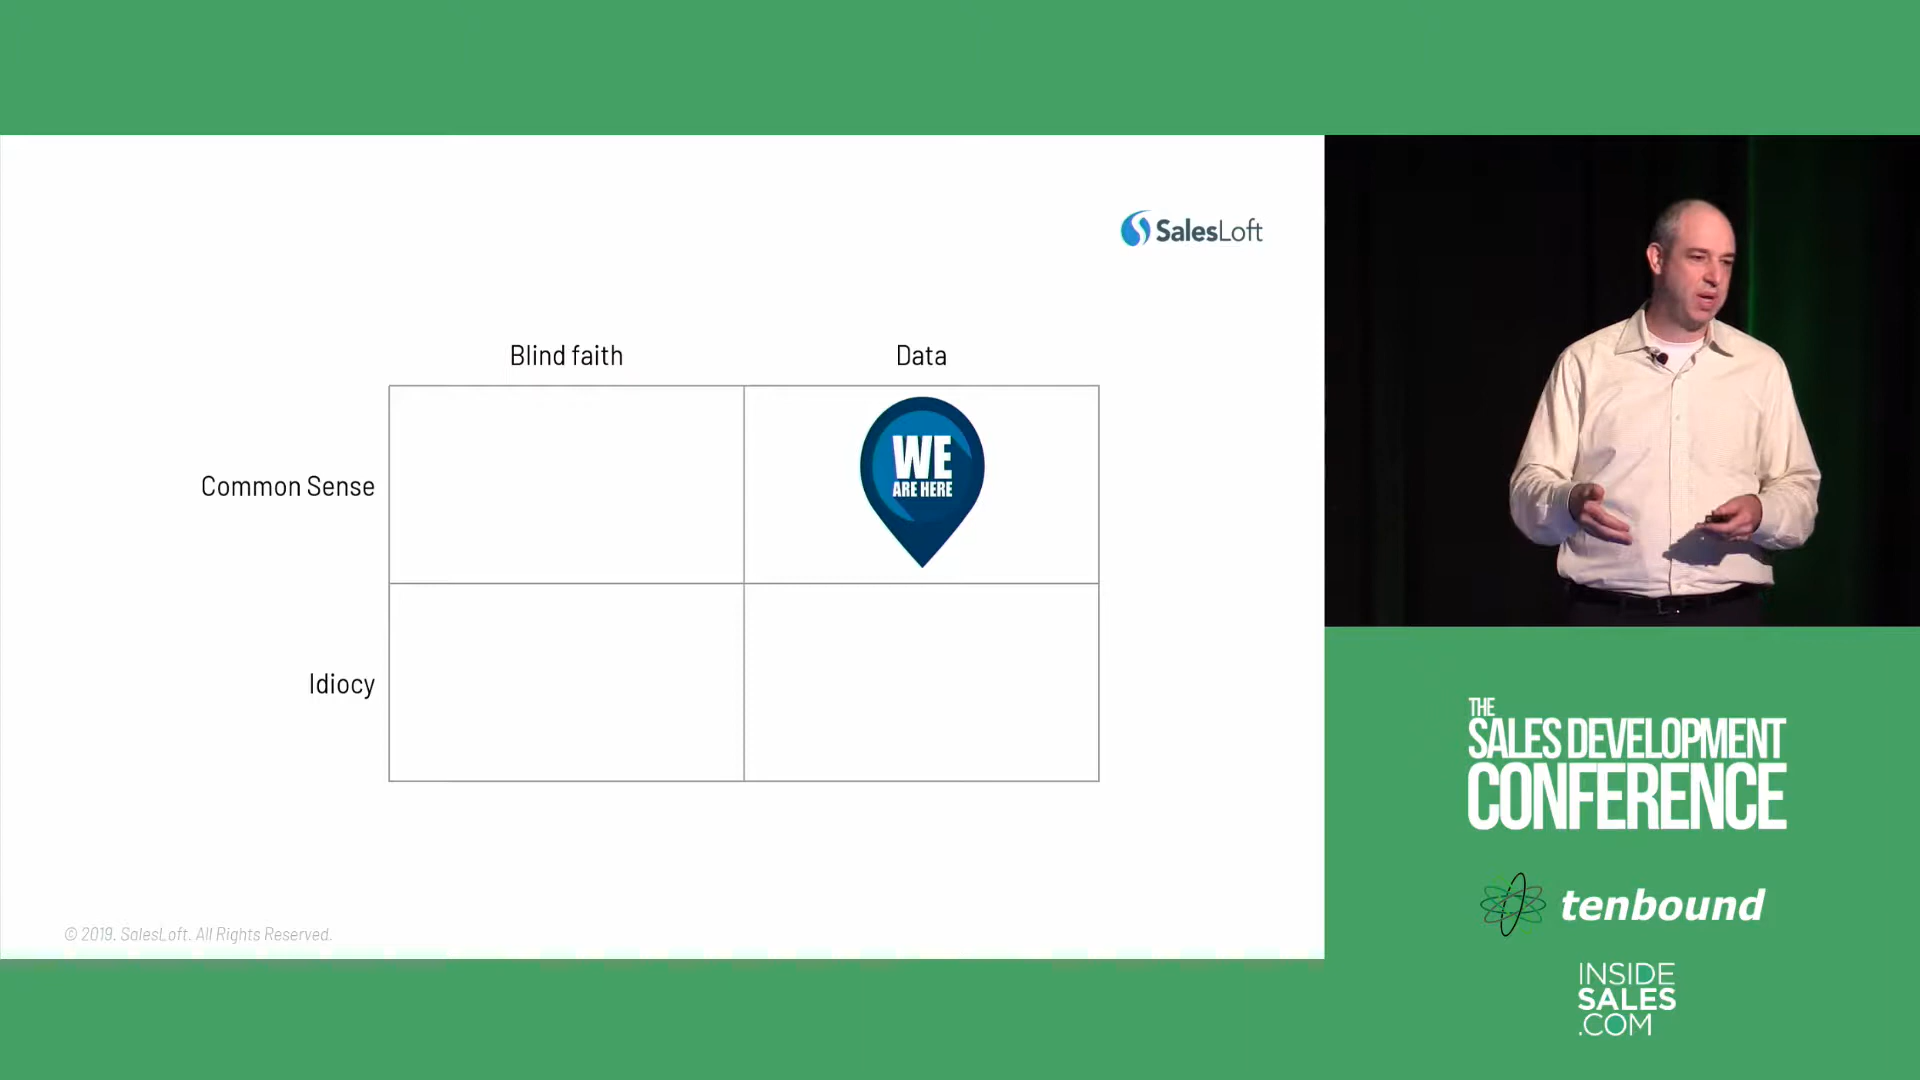 SalesLoft
Blind faith
Data
WE
ARE HERE
Common Sense
Idiocy
© 2019. SalesLoft. All Rights Reserved.
THE
SALES DEVELOPMENT
CONFERENCE
tenbound
INSIDE
SALES
.COM